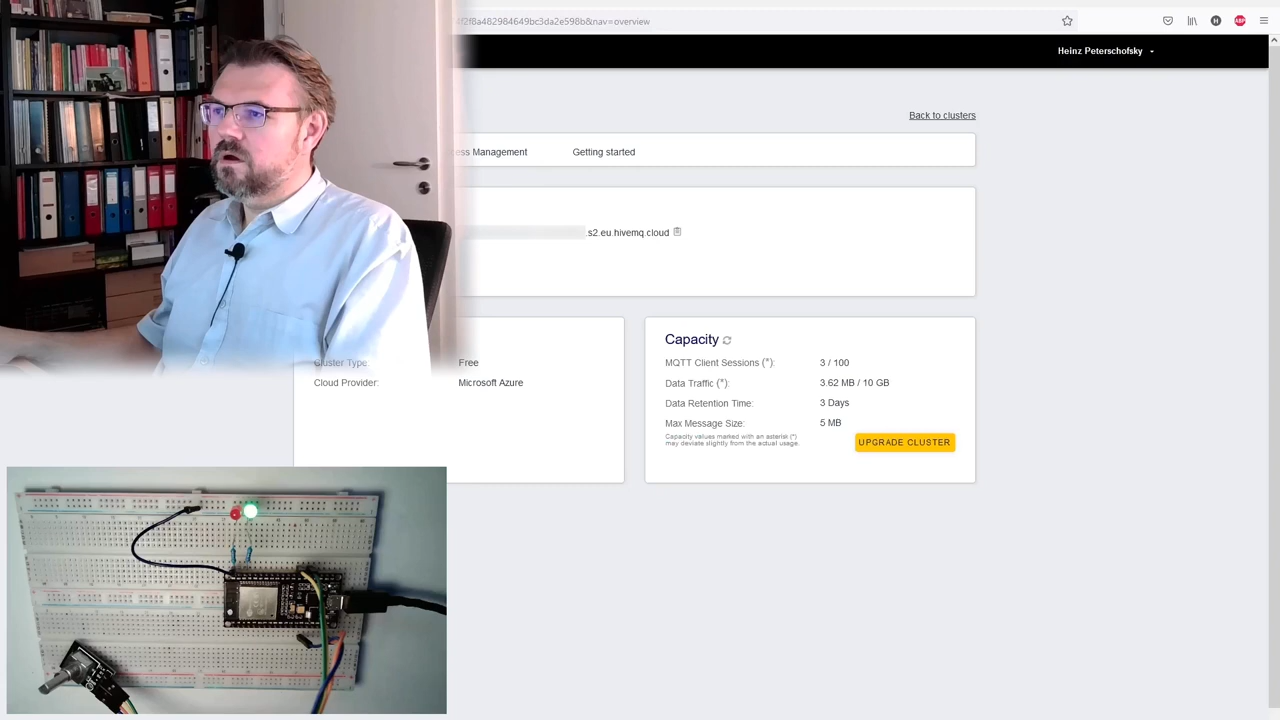 4f2f8a482984649bc3da2e598b&nav=overview
Heinz Peterschofsky
Back to clusters
ess Management Getting started
s2.eu.hivemq.cloud
Cluster Type: Free
Cloud Provider: Microsoft Azure
Capacity
MQTT Client Sessions (*): 3 / 100
Data Traffic (*): 3.62 MB / 10 GB
Data Retention Time: 3 Days
Max Message Size: 5 MB
Capacity values marked with an asterisk (*)
may deviate slightly from the actual usage.
UPGRADE CLUSTER